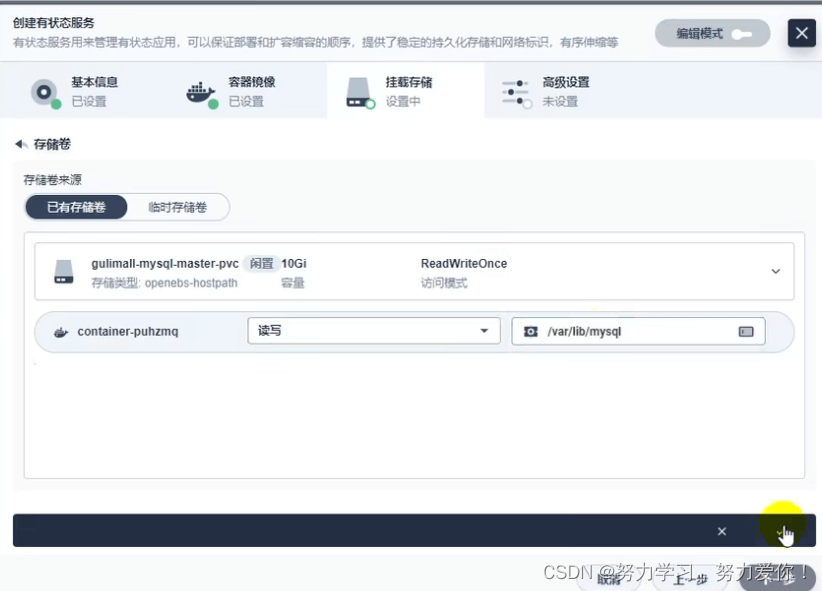 创建有状态服务
有状态服务用来管理有状态应用，可以保证部署和扩容缩容的顺序，提供了稳定的持久化存储和网络标识，有序伸缩等
编辑模式
基本信息
已设置
容器镜像
已设置
挂载存储
设置中
高级设置
未设置
存储卷
存储卷来源
已有存储卷
临时存储卷
gulimall-mysql-master-pvc 闲置 10Gi ReadWriteOnce
存储类型: openebs-hostpath 容量 访问模式
container-puhzmq 读写 /var/lib/mysql
取消 上一步 下一步
CSDN @努力学习，努力爱你！